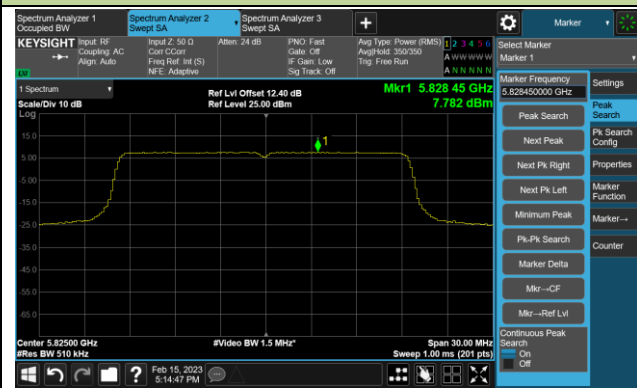 Spectrum Analyzer 1
Occupied BW
Spectrum Analyzer 2
Swept SA
Spectrum Analyzer 3
Swept SA
+
Marker
KEYSIGHT
Input: RF
Coupling: AC
Align: Auto
Input Z: 50 Ω
Corr CCorr
Freq Ref: Int (S)
NFE: Adaptive
Atten: 24 dB
PNO: Fast
Gate: Off
IF Gain: Low
Sig Track: Off
Avg Type: Power (RMS)
Avg|Hold: 350/350
Trig: Free Run
1 2 3 4 5 6
A W W W W W
A N N N N N
LXI
Select Marker
Marker 1
1 Spectrum
Scale/Div 10 dB
Log
Ref Lvl Offset 12.40 dB
Ref Level 25.00 dBm
Mkr1 5.828 45 GHz
7.782 dBm
1
15.0
5.00
-5.00
-15.0
-25.0
-35.0
-45.0
-55.0
-65.0
Center 5.82500 GHz
#Res BW 510 kHz
#Video BW 1.5 MHz*
Span 30.00 MHz
Sweep 1.00 ms (201 pts)
Marker Frequency
5.828450000 GHz
Peak Search
Next Peak
Next Pk Right
Next Pk Left
Minimum Peak
Pk-Pk Search
Marker Delta
Mkr→CF
Mkr→Ref Lvl
Continuous Peak
Search
On
Off
Settings
Peak
Search
Pk Search
Config
Properties
Marker
Function
Marker→
Counter
?
Feb 15, 2023
5:14:47 PM